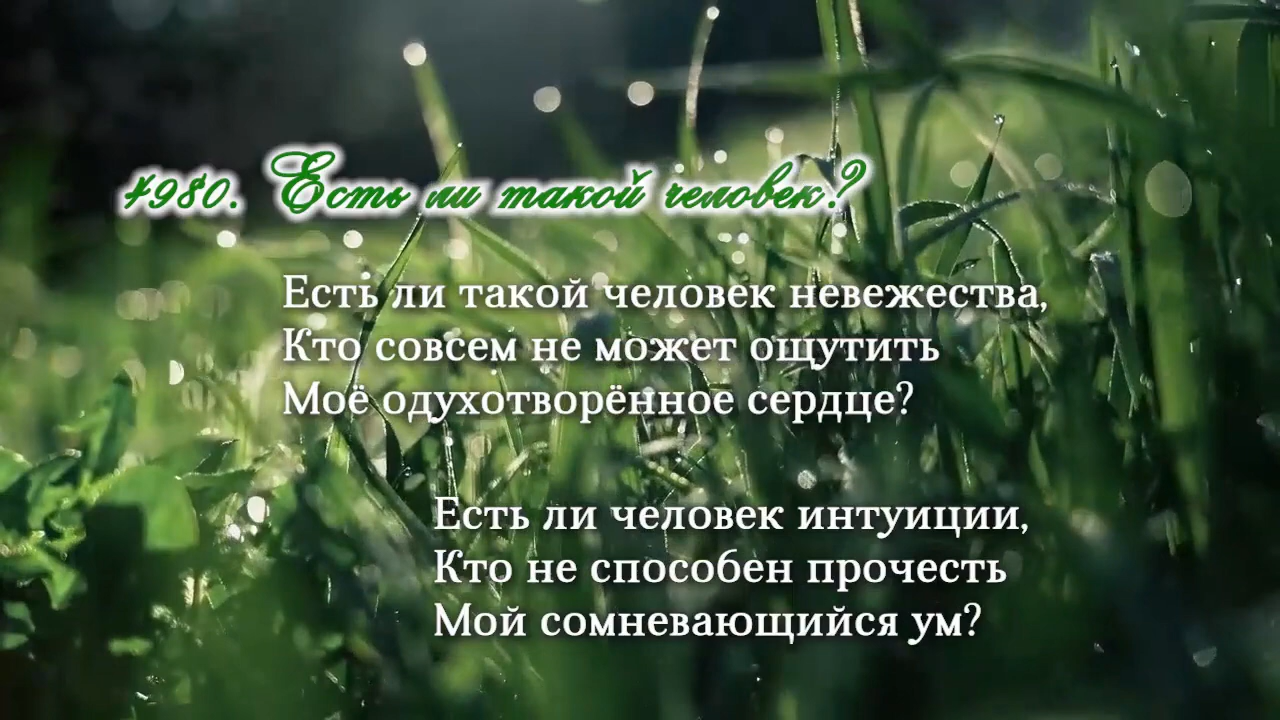 4980. Есть ли такой человек?
Есть ли такой человек невежества,
Кто совсем не может ощутить
Моё одухотворённое сердце?
Есть ли человек интуиции,
Кто не способен прочесть
Мой сомневающийся ум?